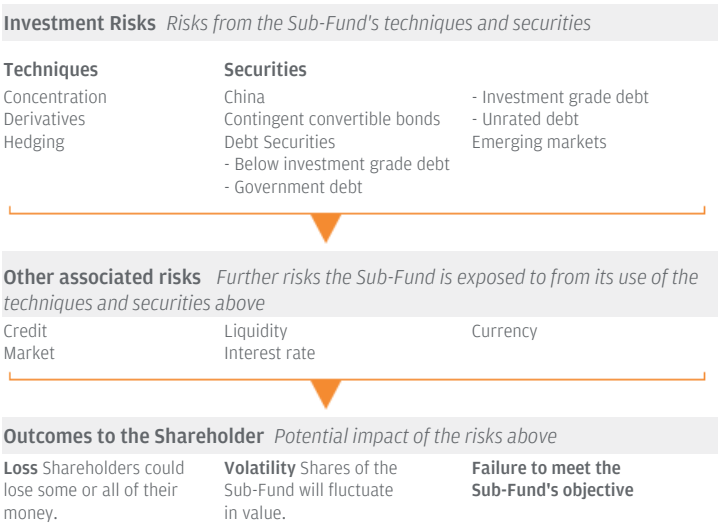 Investment Risks Risks from the Sub-Fund's techniques and securities
Techniques
Concentration
Derivatives
Hedging
Securities
China
Contingent convertible bonds
Debt Securities
- Below investment grade debt
- Government debt
- Investment grade debt
- Unrated debt
Emerging markets
Other associated risks Further risks the Sub-Fund is exposed to from its use of the
techniques and securities above
Credit
Market
Liquidity
Interest rate
Currency
Outcomes to the Shareholder Potential impact of the risks above
Loss Shareholders could
lose some or all of their
money.
Volatility Shares of the
Sub-Fund will fluctuate
in value.
Failure to meet the
Sub-Fund's objective